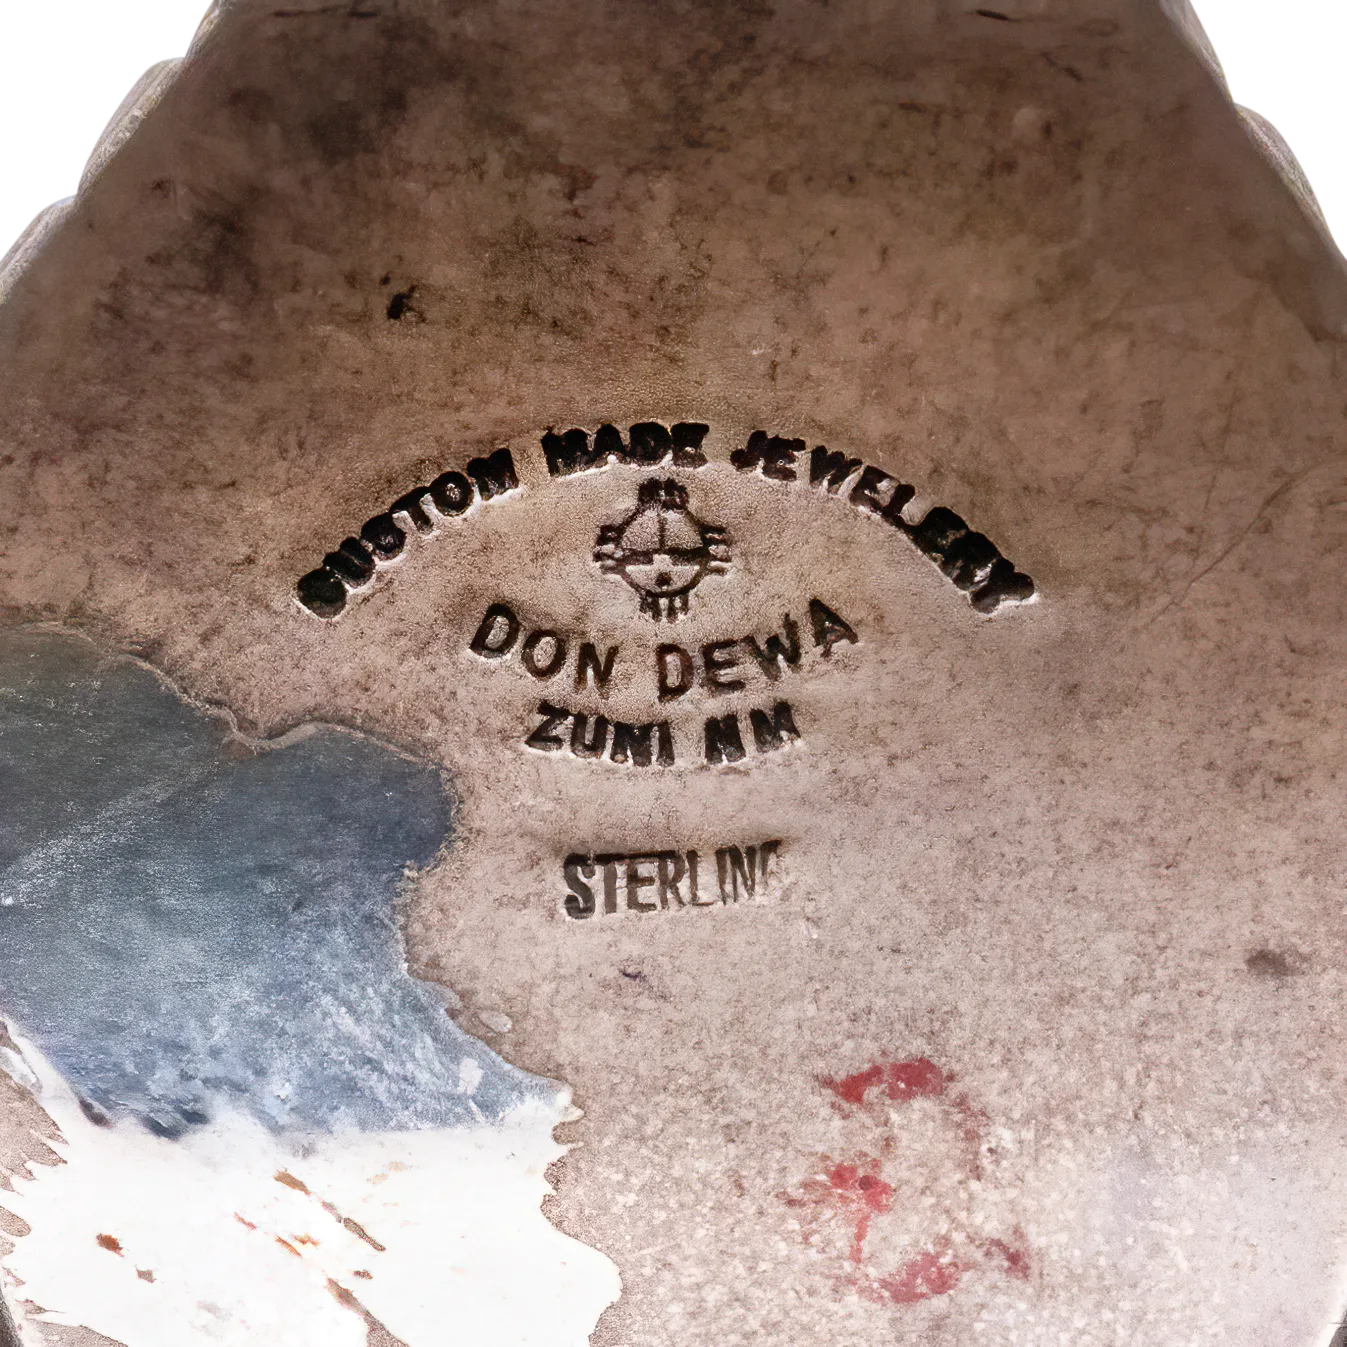 CUSTOM MADE JEWELERY
DON DEWA
ZUNI NM
STERLING